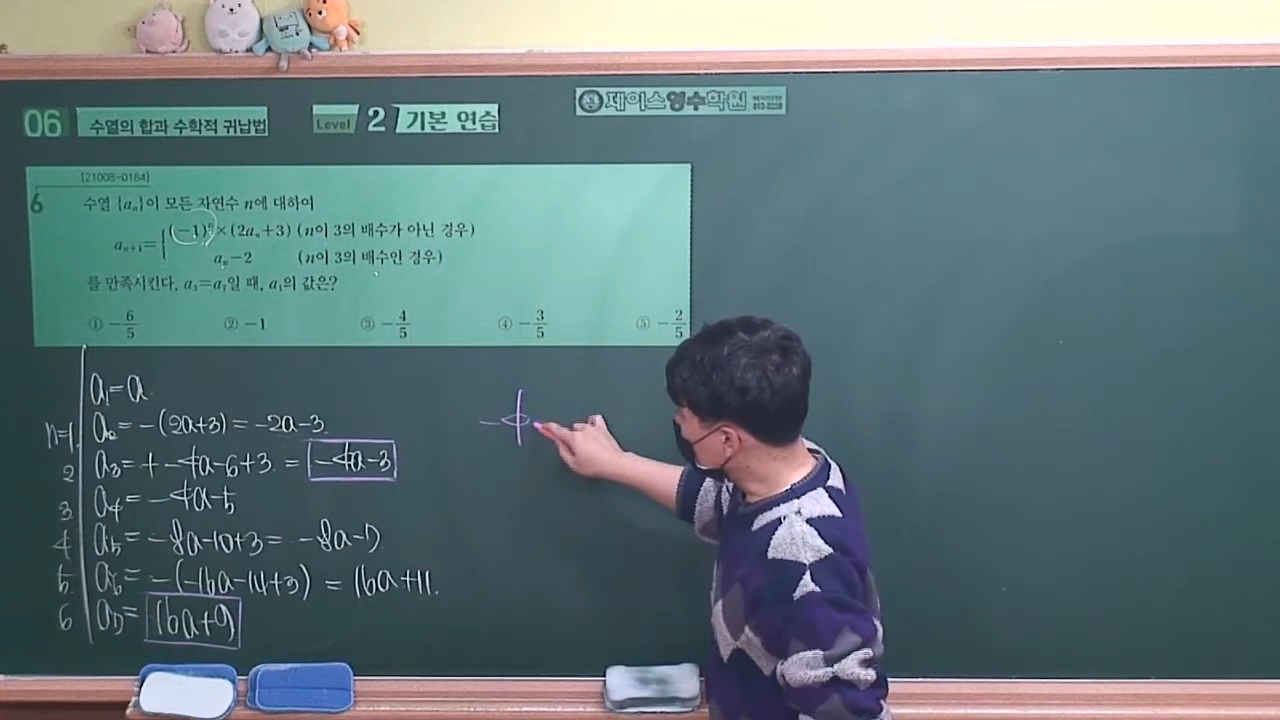 06 수열의 합과 수학적 귀납법 Level 2 기본 연습
제이스영수학원
[21008-0184]
6 수열 {aₙ}이 모든 자연수 n에 대하여
aₙ₊₁= { (−1)ⁿ×(2aₙ+3) (n이 3의 배수가 아닌 경우)
aₙ−2 (n이 3의 배수인 경우)
를 만족시킨다. a₃=a₇일 때, a₁의 값은?
① −6/5 ② −1 ③ −4/5 ④ −3/5 ⑤ −2/5
a₁=a
n=1 a₂= −(2a+3) = −2a−3
2 a₃= + −4a−6+3 = −4a−3
3 a₄= −4a−5
4 a₅= −8a−10+3= −8a−7
5 a₆= −(−16a−14+3) = 16a+11.
6 a₇= 16a+9